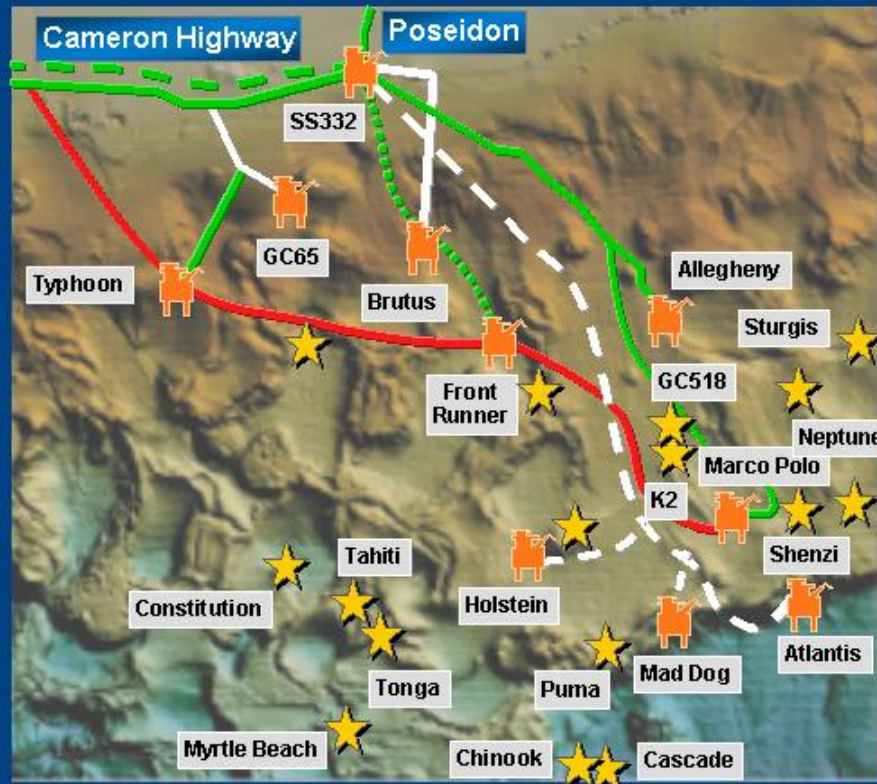 Cameron Highway
Poseidon
SS332
GC65
Typhoon
Brutus
Allegheny
Sturgis
GC518
Front
Runner
Neptune
Marco Polo
K2
Shenzi
Tahiti
Constitution
Holstein
Atlantis
Mad Dog
Tonga
Puma
Myrtle Beach
Chinook
Cascade